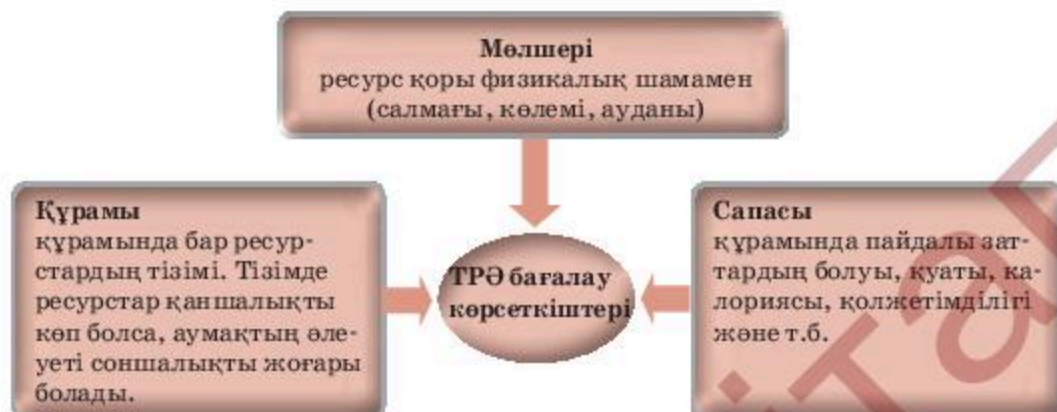 Мөлшері
ресурс қоры физикалық шамамен
(салмағы, көлемі, ауданы)
Құрамы
құрамында бар ресур-
стардың тізімі. Тізімде
ресурстар қаншалықты
көп болса, аумақтың әле-
уеті соншалықты жоғары
болады.
ТРӘ бағалау
көрсеткіштері
Сапасы
құрамында пайдалы зат-
тардың болуы, қуаты, ка-
лориясы, қолжетімділігі
және т.б.